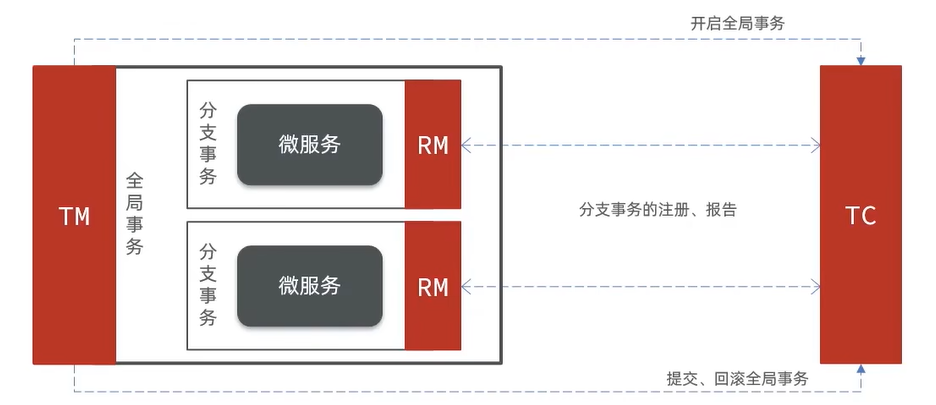 开启全局事务
TM
全局事务
分支事务
微服务
RM
分支事务的注册、报告
TC
分支事务
微服务
RM
提交、回滚全局事务